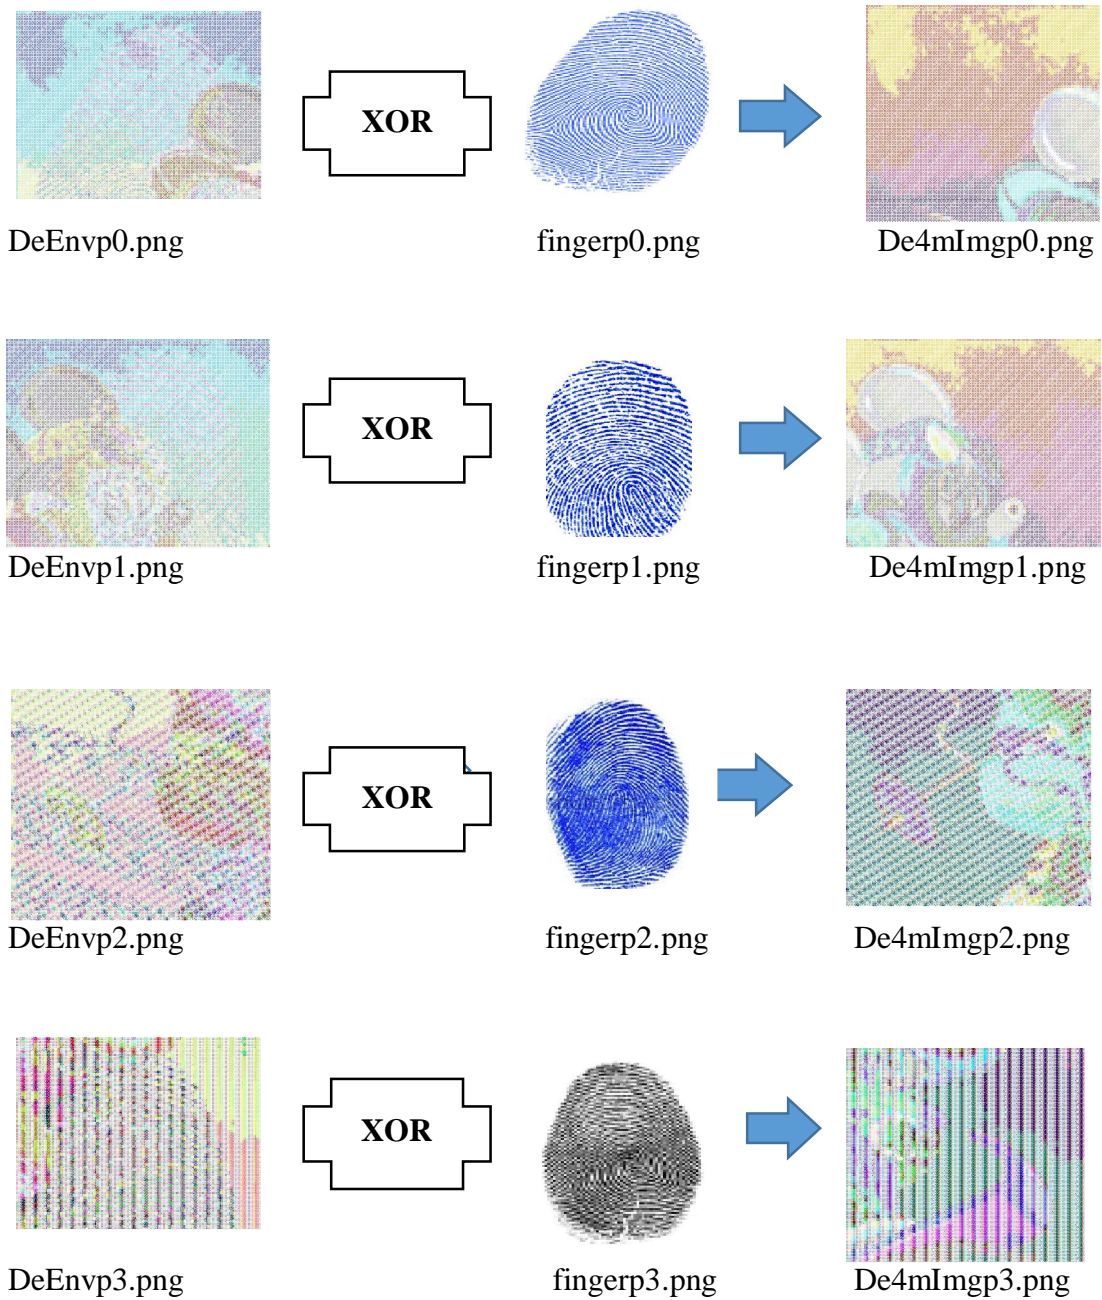 XOR
DeEnvp0.png fingerp0.png De4mImgp0.png
XOR
DeEnvp1.png fingerp1.png De4mImgp1.png
XOR
DeEnvp2.png fingerp2.png De4mImgp2.png
XOR
DeEnvp3.png fingerp3.png De4mImgp3.png